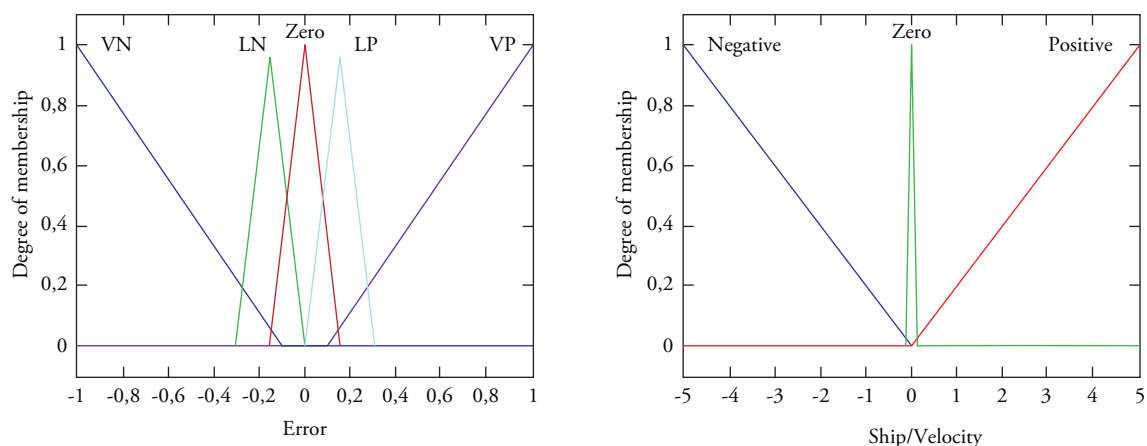 VN LN Zero LP VP
Degree of membership
1
0,8
0,6
0,4
0,2
0
-1 -0,8 -0,6 -0,4 -0,2 0 0,2 0,4 0,6 0,8 1
Error
Negative Zero Positive
Degree of membership
1
0,8
0,6
0,4
0,2
0
-5 -4 -3 -2 -1 0 1 2 3 4 5
Ship/Velocity